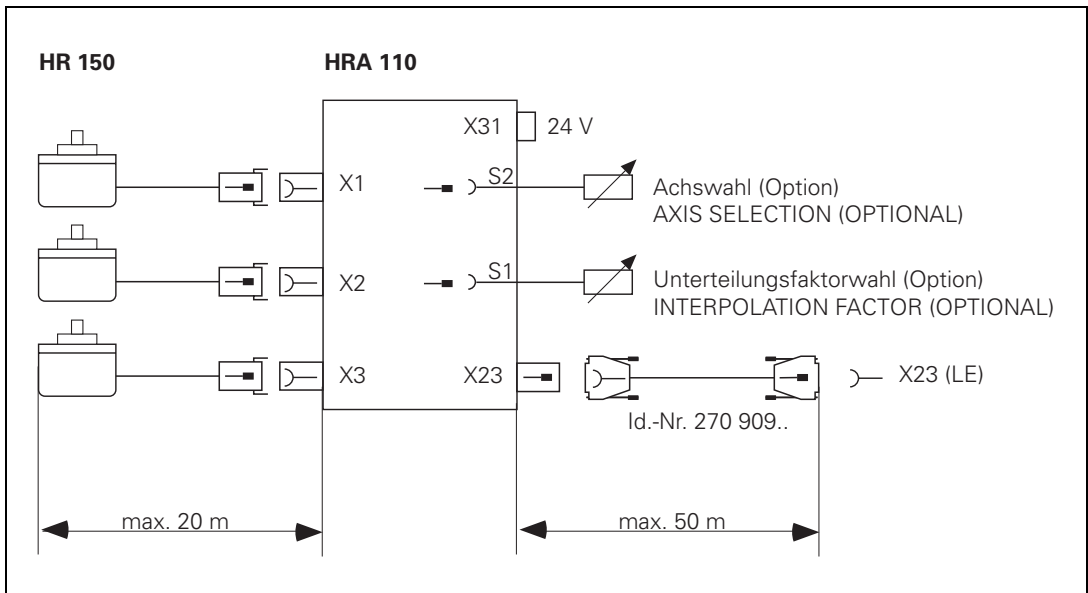 HR 150
HRA 110
X31
24 V
X1
S2
Achswahl (Option)
AXIS SELECTION (OPTIONAL)
X2
S1
Unterteilungsfaktorwahl (Option)
INTERPOLATION FACTOR (OPTIONAL)
X3
X23
X23 (LE)
Id.-Nr. 270 909..
max. 20 m
max. 50 m